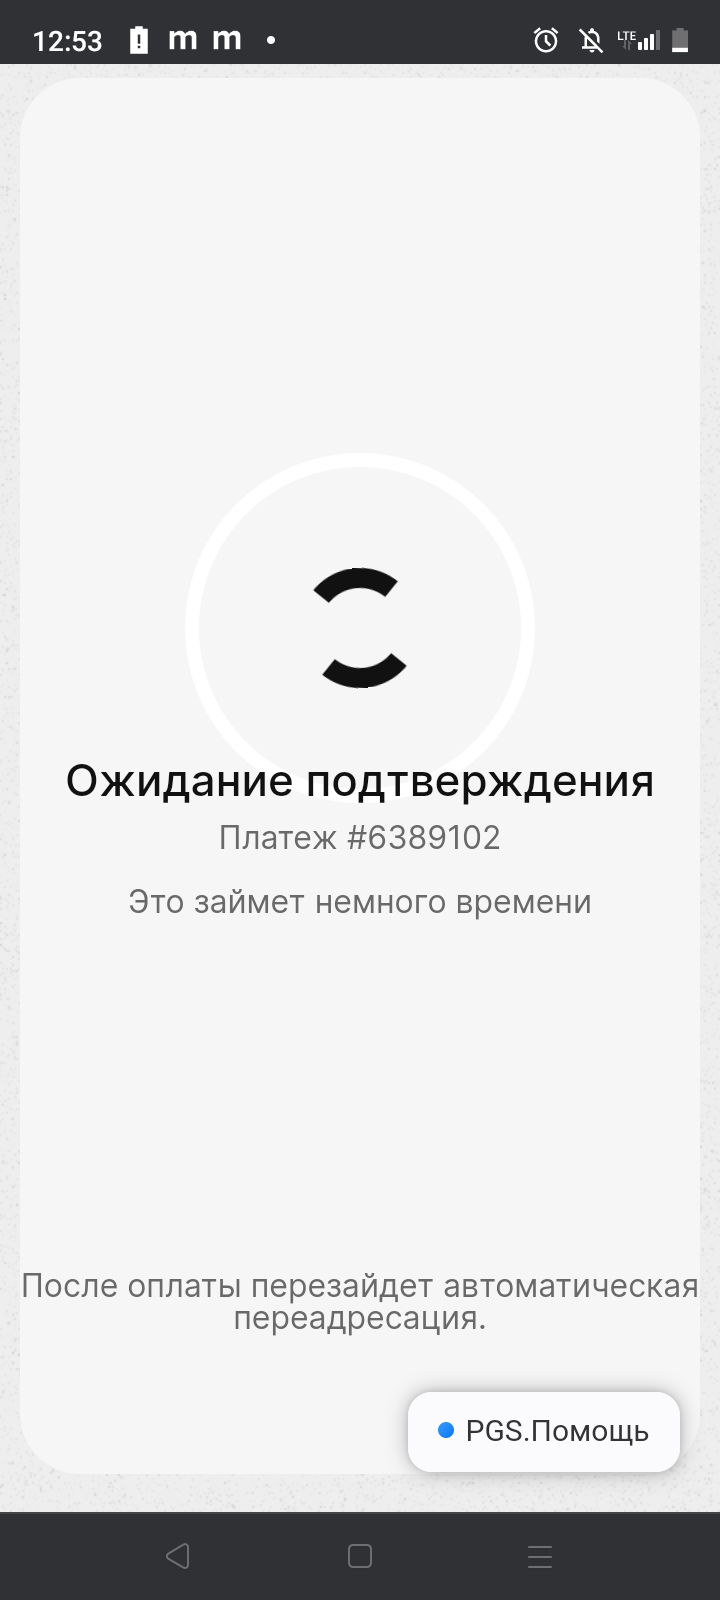 12:53 m m
LTE
Ожидание подтверждения
Платеж #6389102
Это займет немного времени
После оплаты перезайдет автоматическая
переадресация.
PGS.Помощь